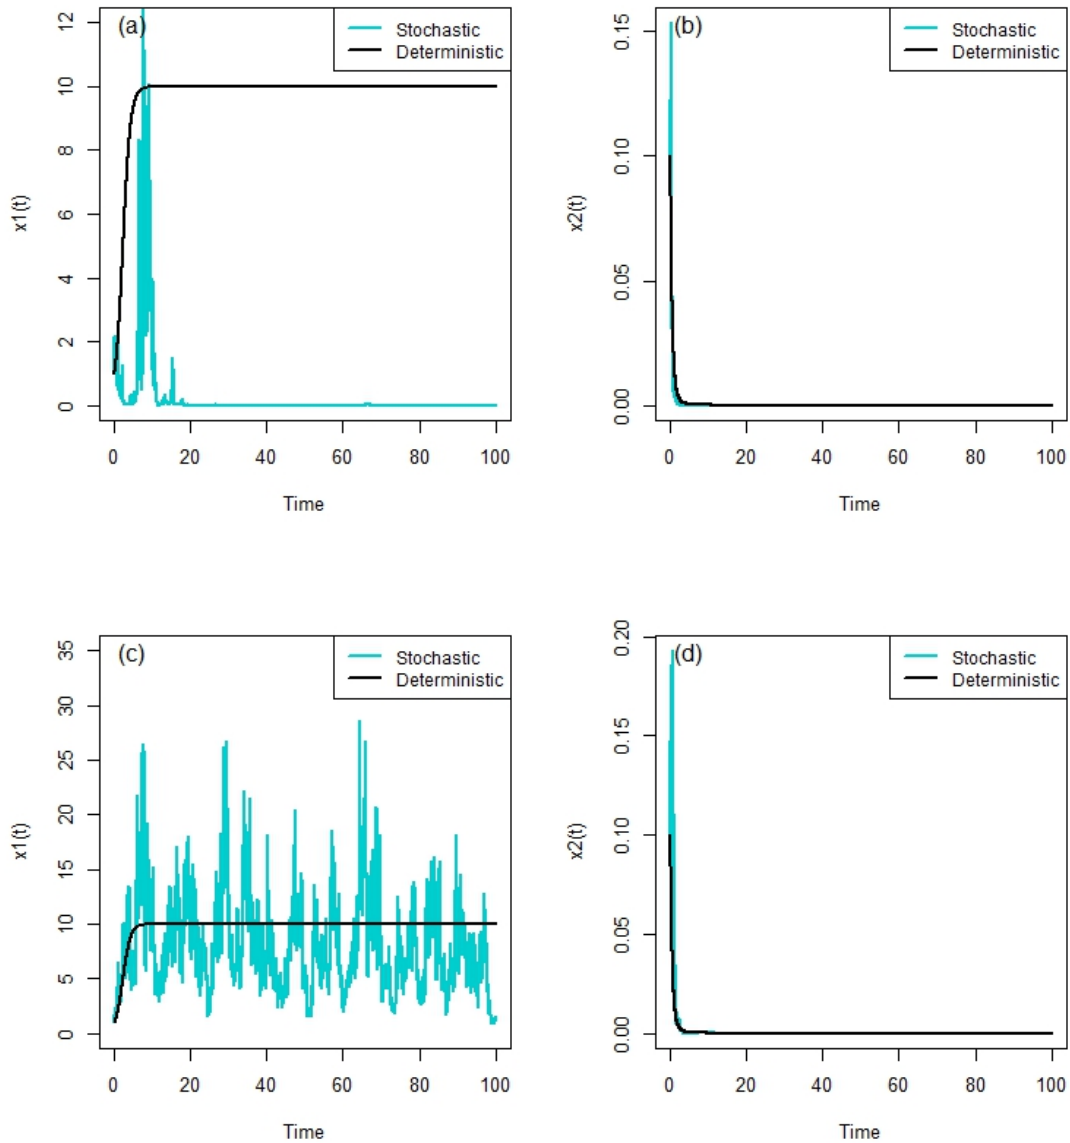 (a)
Stochastic
Deterministic
12
10
8
6
4
2
0
x1(t)
0 20 40 60 80 100
Time
(b)
Stochastic
Deterministic
0.15
0.10
0.05
0.00
x2(t)
0 20 40 60 80 100
Time
(c)
Stochastic
Deterministic
35
30
25
20
15
10
5
0
x1(t)
0 20 40 60 80 100
Time
(d)
Stochastic
Deterministic
0.20
0.15
0.10
0.05
0.00
x2(t)
0 20 40 60 80 100
Time